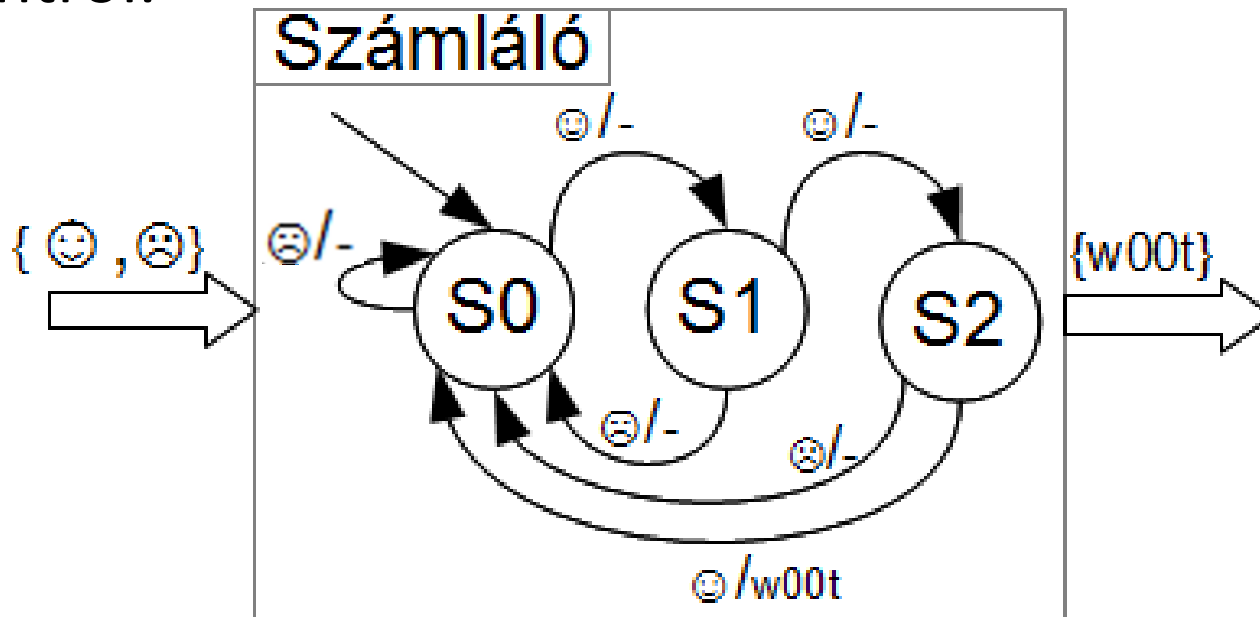 Számláló
☺/-
☺/-
{ ☺ ,☹}
☹/-
{w00t}
S0
S1
S2
☹/-
☹/-
☺/w00t